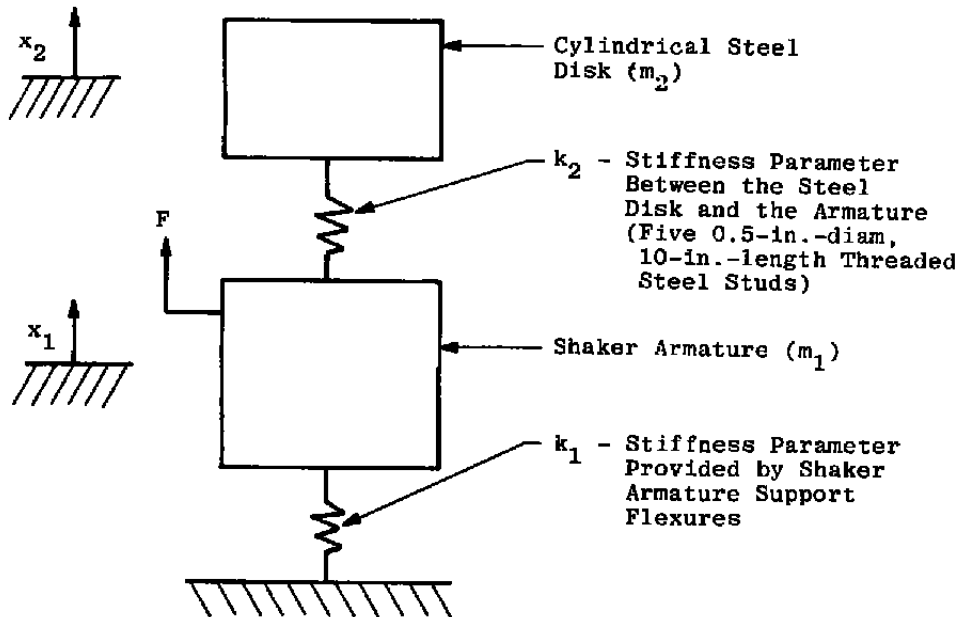 x₂
Cylindrical Steel
Disk (m₂)
k₂ - Stiffness Parameter
Between the Steel
Disk and the Armature
(Five 0.5-in.-diam,
10-in.-length Threaded
Steel Studs)
F
x₁
Shaker Armature (m₁)
k₁ - Stiffness Parameter
Provided by Shaker
Armature Support
Flexures